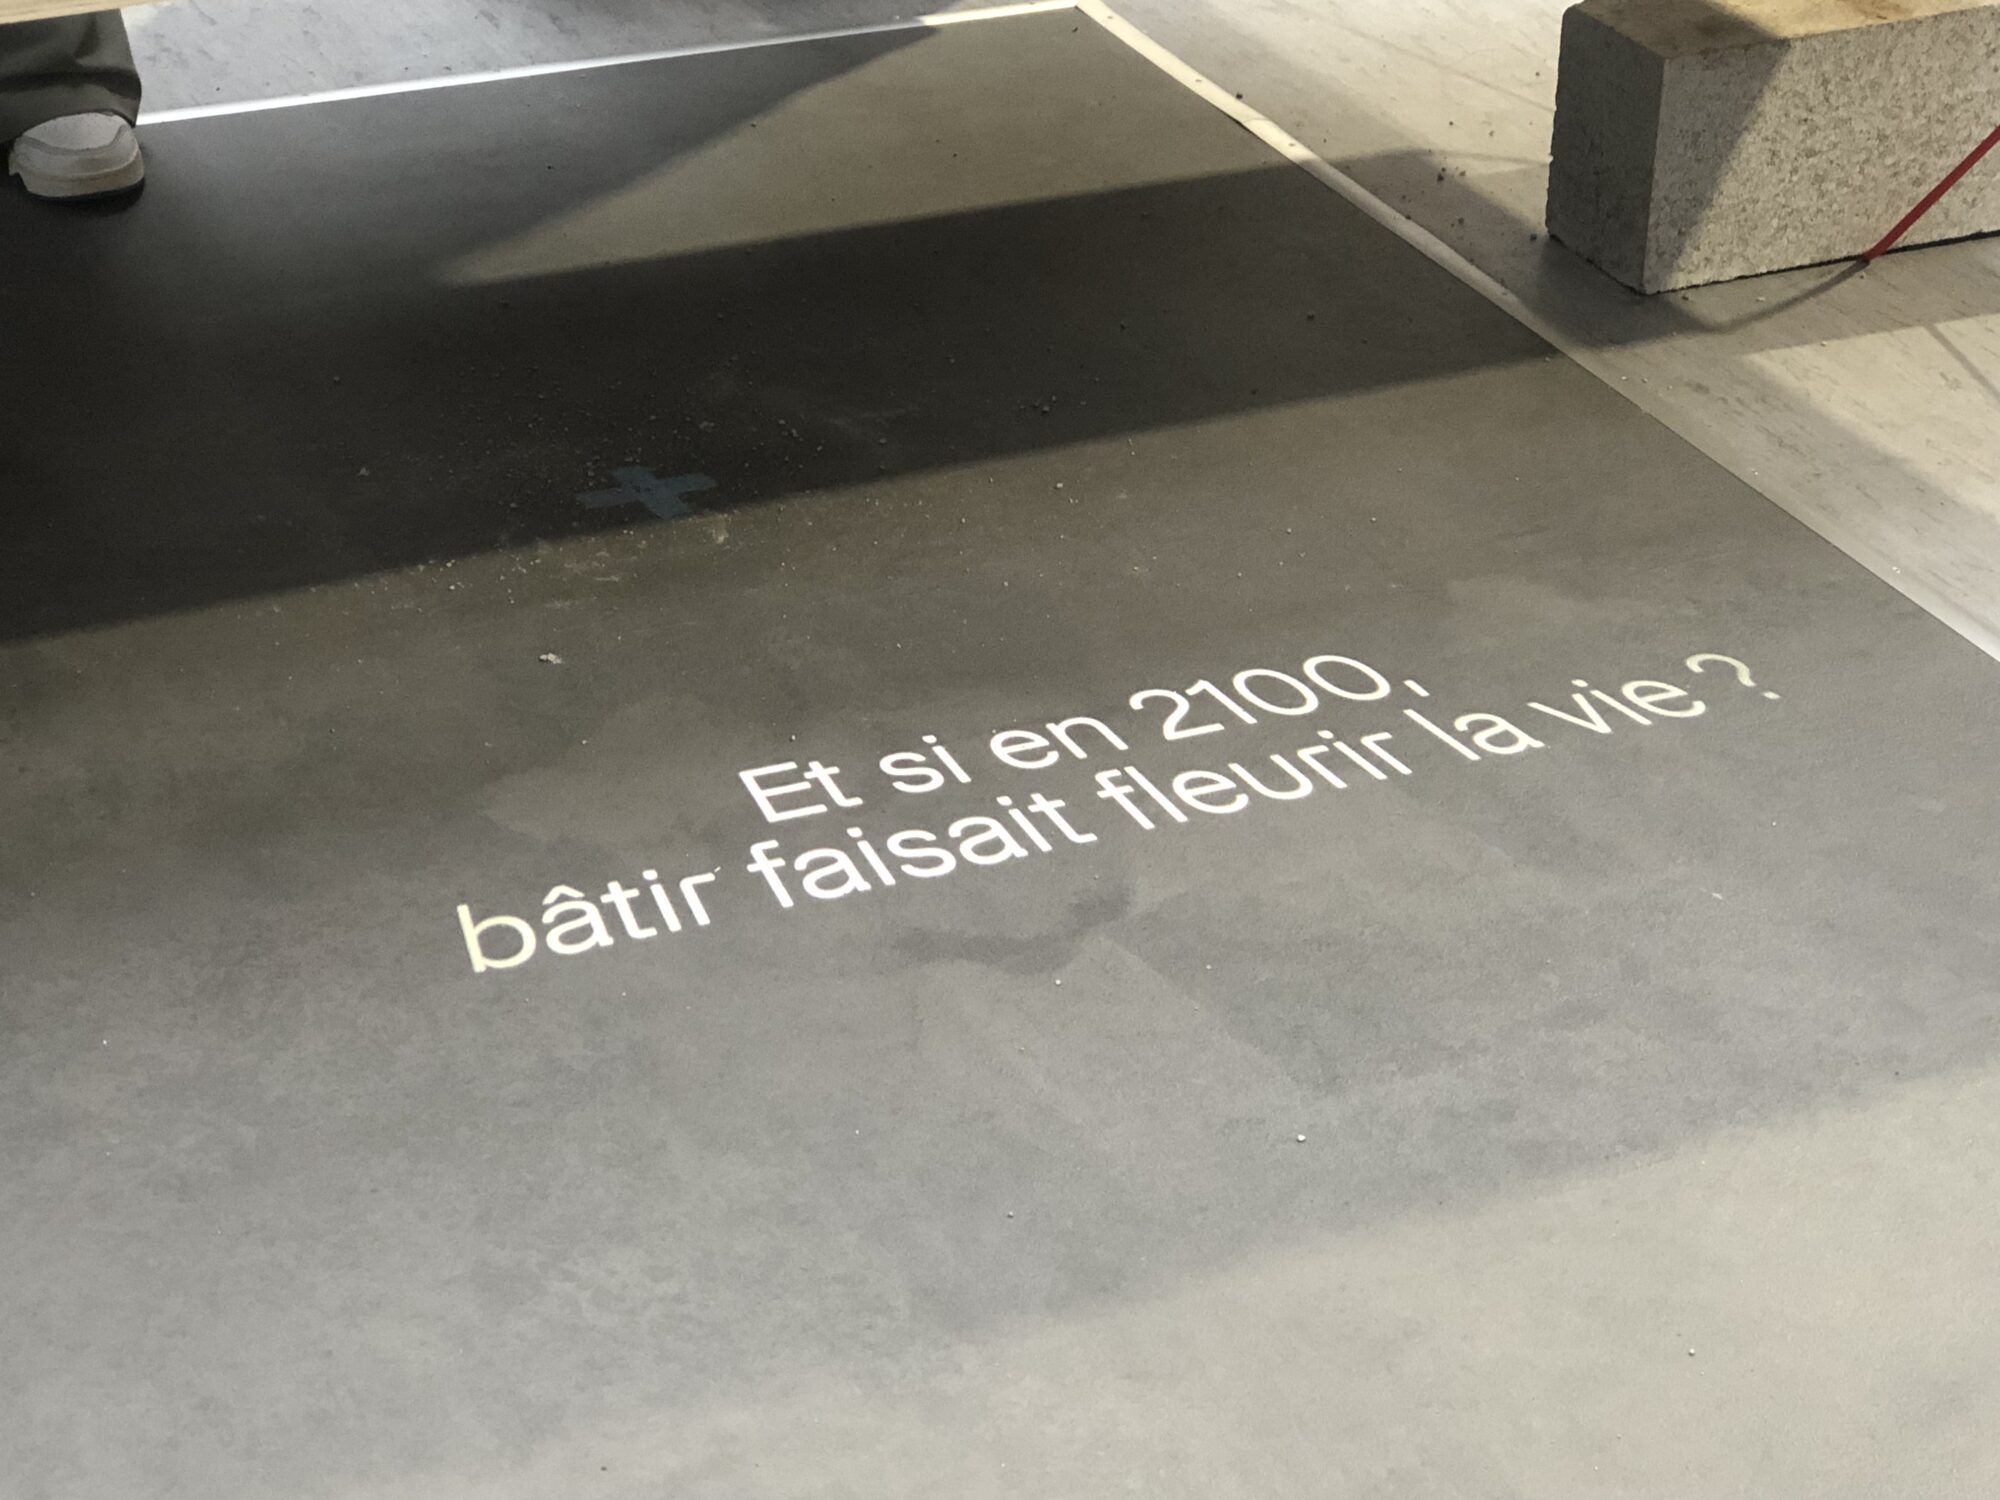 Et si en 2100,
bâtir faisait fleurir la vie ?